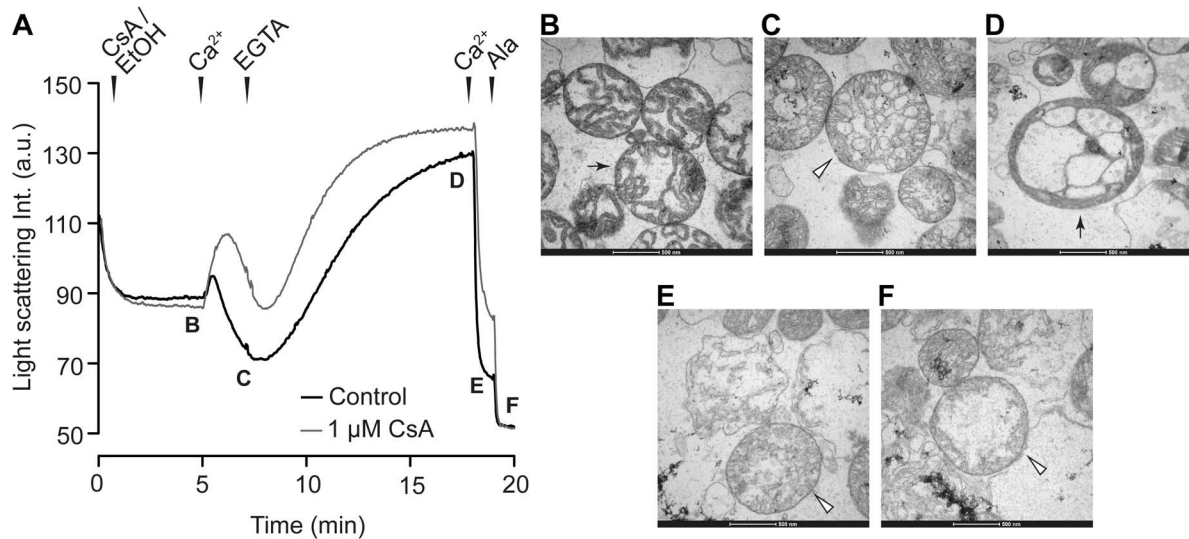 A
CsA /
EtOH
Ca²⁺
EGTA
Ca²⁺
Ala
150
130
110
90
70
50
Light scattering Int. (a.u.)
B
C
D
E
F
Control
1 µM CsA
0
5
10
15
20
Time (min)
B
500 nm
C
500 nm
D
500 nm
E
500 nm
F
500 nm